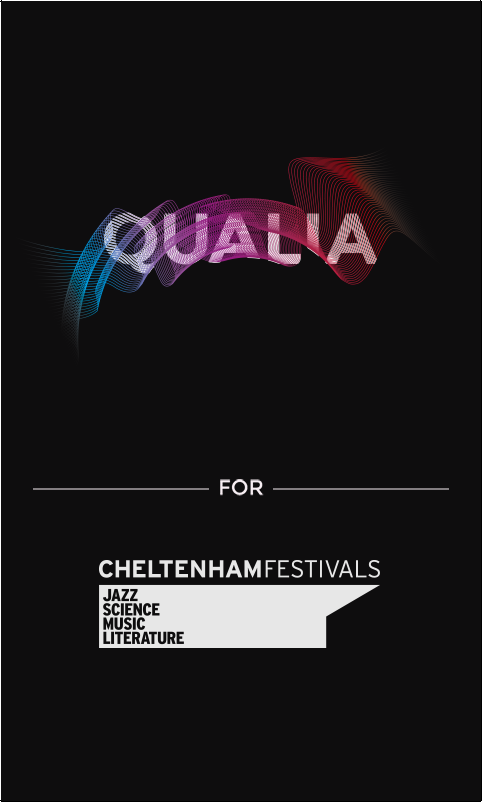 QUALIA
FOR
CHELTENHAMFESTIVALS
JAZZ
SCIENCE
MUSIC
LITERATURE